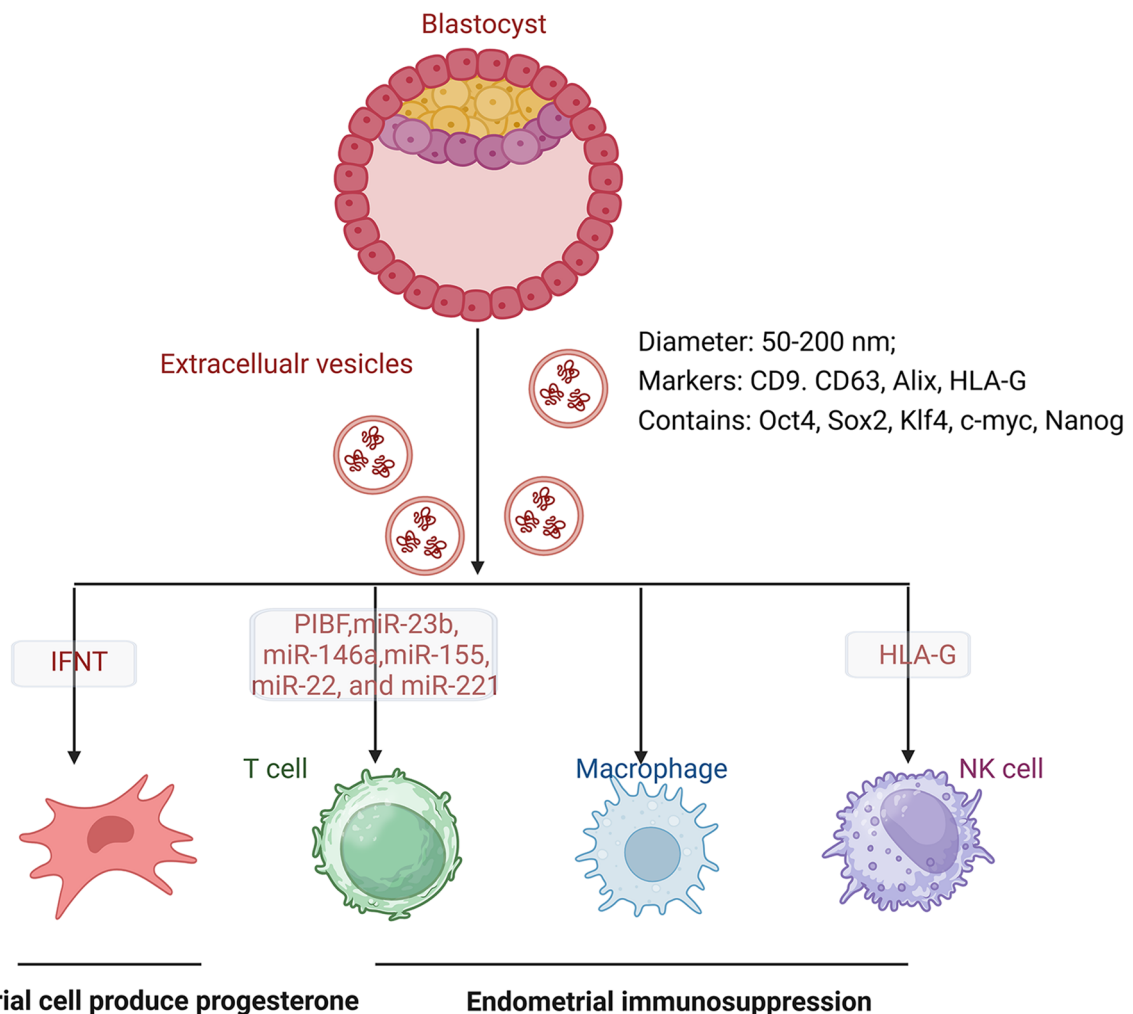 Blastocyst
Extracellualr vesicles
Diameter: 50-200 nm;
Markers: CD9. CD63, Alix, HLA-G
Contains: Oct4, Sox2, Klf4, c-myc, Nanog
IFNT
PIBF,miR-23b,
miR-146a,miR-155,
miR-22, and miR-221
HLA-G
T cell
Macrophage
NK cell
cell produce progesterone
Endometrial immunosuppression